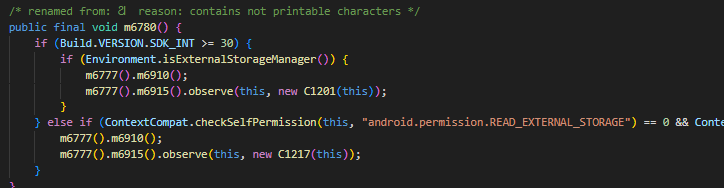 /* renamed from: ഋ reason: contains not printable characters */
public final void m6780() {
if (Build.VERSION.SDK_INT >= 30) {
if (Environment.isExternalStorageManager()) {
m6777().m6910();
m6777().m6915().observe(this, new C1201(this));
}
} else if (ContextCompat.checkSelfPermission(this, "android.permission.READ_EXTERNAL_STORAGE") == 0 && Conte
m6777().m6910();
m6777().m6915().observe(this, new C1217(this));
}
}